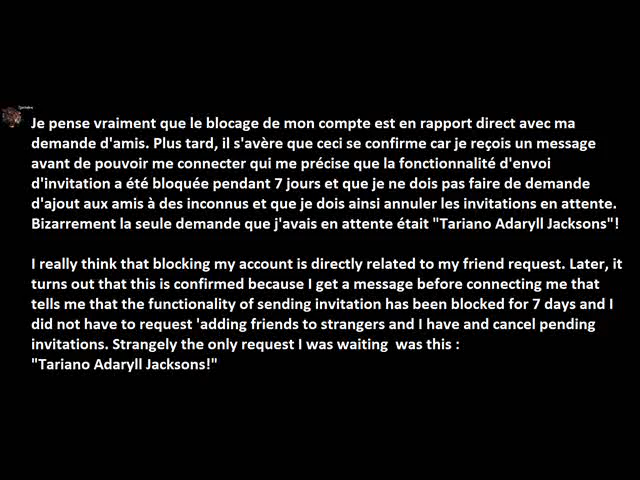 Je pense vraiment que le blocage de mon compte est en rapport direct avec ma
demande d'amis. Plus tard, il s'avère que ceci se confirme car je reçois un message
avant de pouvoir me connecter qui me précise que la fonctionnalité d'envoi
d'invitation a été bloquée pendant 7 jours et que je ne dois pas faire de demande
d'ajout aux amis à des inconnus et que je dois ainsi annuler les invitations en attente.
Bizarrement la seule demande que j'avais en attente était "Tariano Adaryll Jacksons"!
I really think that blocking my account is directly related to my friend request. Later, it
turns out that this is confirmed because I get a message before connecting me that
tells me that the functionality of sending invitation has been blocked for 7 days and I
did not have to request 'adding friends to strangers and I have and cancel pending
invitations. Strangely the only request I was waiting  was this :
"Tariano Adaryll Jacksons!"